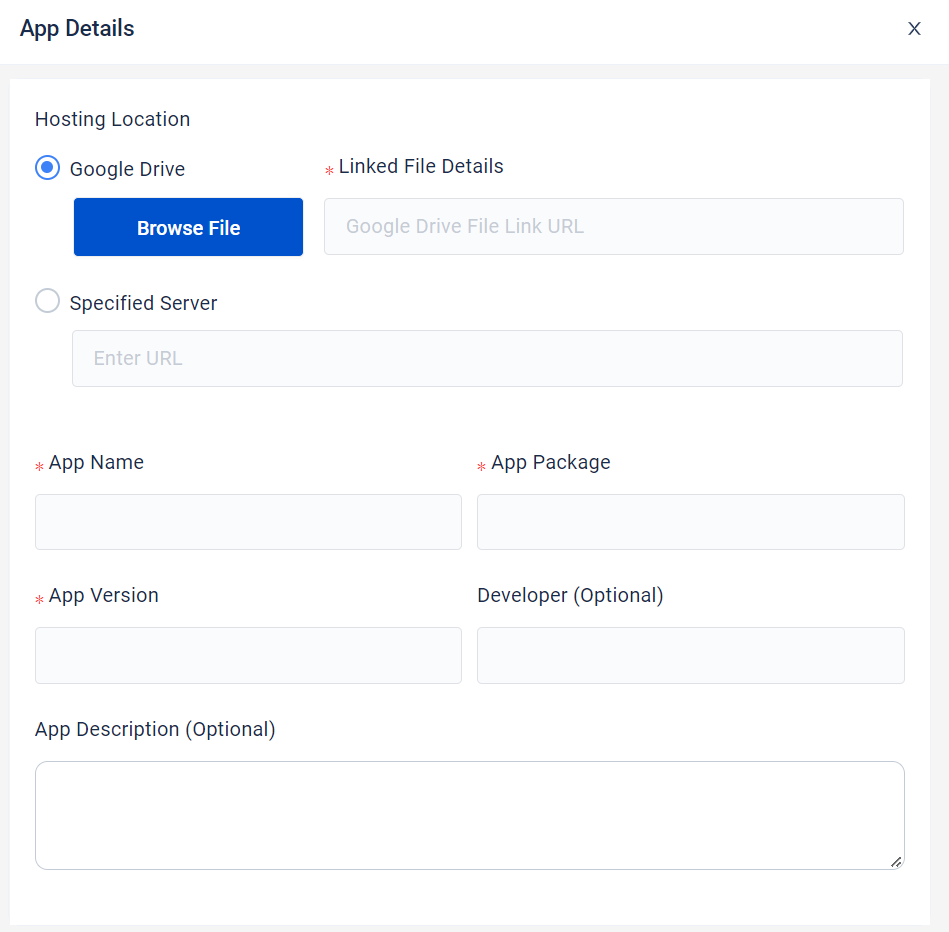 App Details
X
Hosting Location
Google Drive
* Linked File Details
Browse File
Google Drive File Link URL
Specified Server
Enter URL
* App Name
* App Package
* App Version
Developer (Optional)
App Description (Optional)